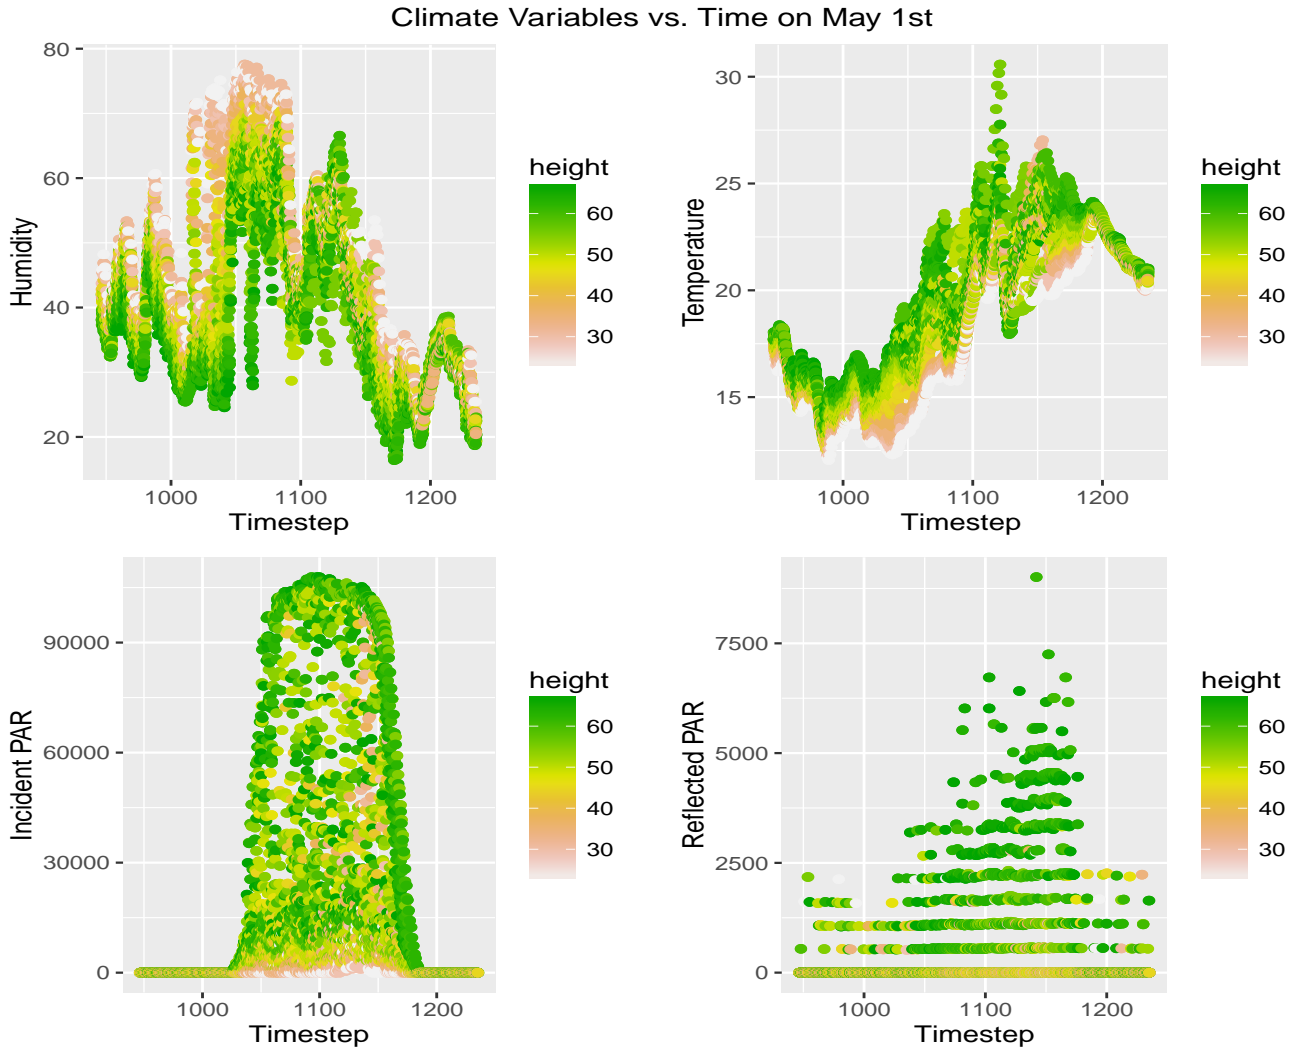 Climate Variables vs. Time on May 1st
Humidity
80
60
40
20
1000 1100 1200
Timestep
height
60
50
40
30
Temperature
30
25
20
15
1000 1100 1200
Timestep
height
60
50
40
30
Incident PAR
90000
60000
30000
0
1000 1100 1200
Timestep
height
60
50
40
30
Reflected PAR
7500
5000
2500
0
1000 1100 1200
Timestep
height
60
50
40
30